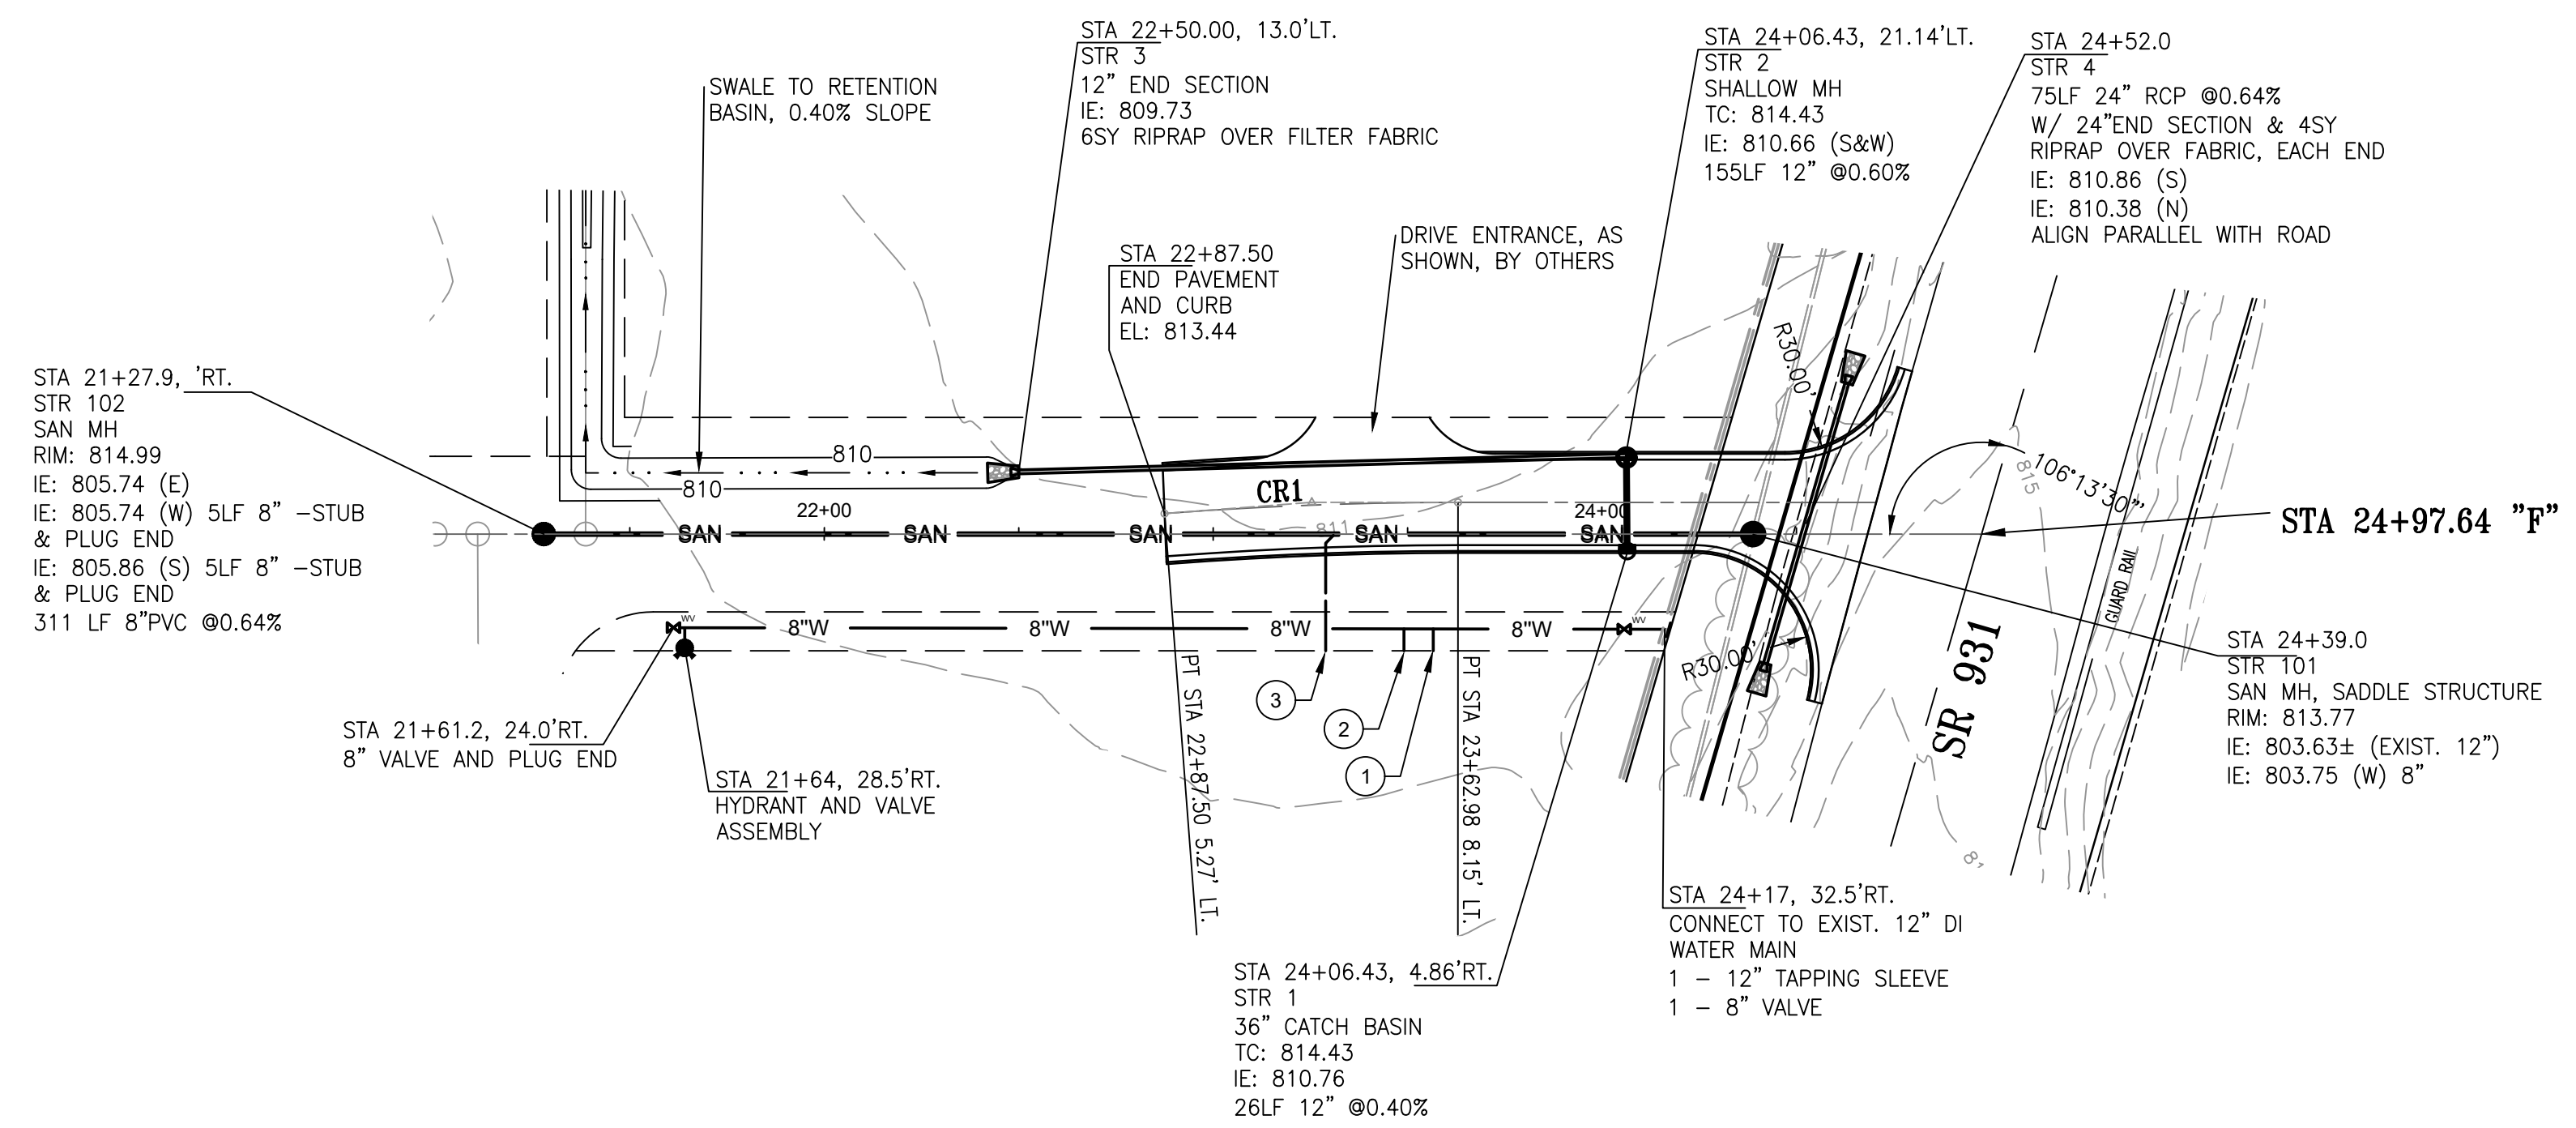 STA 22+50.00, 13.0'LT.
STR 3
12" END SECTION
IE: 809.73
6SY RIPRAP OVER FILTER FABRIC
STA 24+06.43, 21.14'LT.
STR 2
SHALLOW MH
TC: 814.43
IE: 810.66 (S&W)
155LF 12" @0.60%
STA 24+52.0
STR 4
75LF 24" RCP @0.64%
W/ 24"END SECTION & 4SY
RIPRAP OVER FABRIC, EACH END
IE: 810.86 (S)
IE: 810.38 (N)
ALIGN PARALLEL WITH ROAD
SWALE TO RETENTION
BASIN, 0.40% SLOPE
STA 22+87.50
END PAVEMENT
AND CURB
EL: 813.44
DRIVE ENTRANCE, AS
SHOWN, BY OTHERS
STA 21+27.9, 'RT.
STR 102
SAN MH
RIM: 814.99
IE: 805.74 (E)
IE: 805.74 (W) 5LF 8" -STUB
& PLUG END
IE: 805.86 (S) 5LF 8" -STUB
& PLUG END
311 LF 8"PVC @0.64%
R30.00'
810
810
CR1
22+00
24+00
811
815
106°13'30"
SAN
SAN
SAN
SAN
SAN
STA 24+97.64 "F"
GUARD RAIL
SR 931
WV
8"W
8"W
8"W
8"W
WV
R30.00'
3
2
1
PT STA 22+87.50 5.27' LT.
PT STA 23+62.98 8.15' LT.
81
STA 21+61.2, 24.0'RT.
8" VALVE AND PLUG END
STA 21+64, 28.5'RT.
HYDRANT AND VALVE
ASSEMBLY
STA 24+39.0
STR 101
SAN MH, SADDLE STRUCTURE
RIM: 813.77
IE: 803.63± (EXIST. 12")
IE: 803.75 (W) 8"
STA 24+17, 32.5'RT.
CONNECT TO EXIST. 12" DI
WATER MAIN
1 - 12" TAPPING SLEEVE
1 - 8" VALVE
STA 24+06.43, 4.86'RT.
STR 1
36" CATCH BASIN
TC: 814.43
IE: 810.76
26LF 12" @0.40%